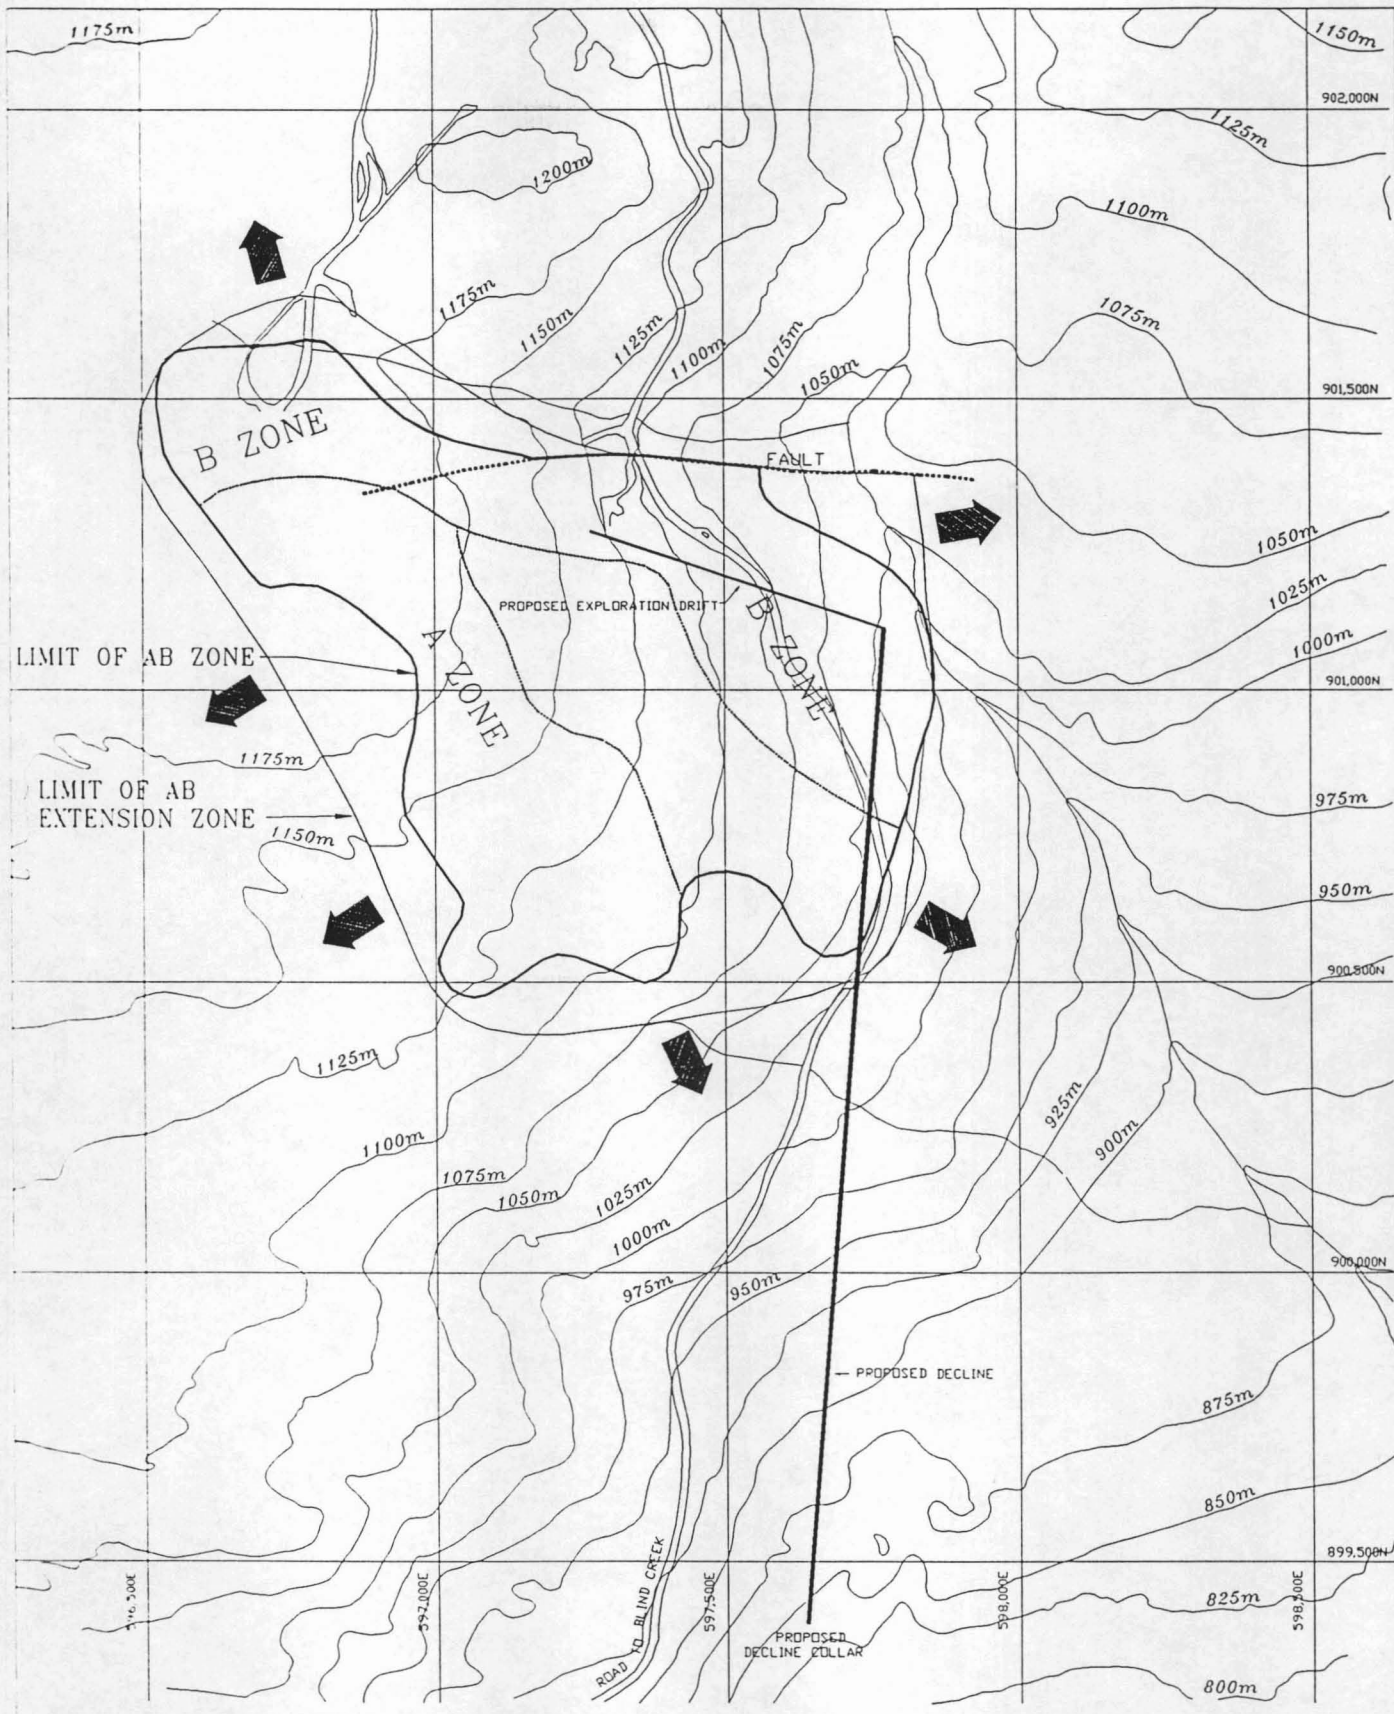 1175m
1150m
902,000N
1125m
1200m
1100m
1175m
1150m
1125m
1100m
1075m
1050m
1075m
901,500N
B ZONE
FAULT
1050m
1025m
PROPOSED EXPLORATION DRIFT
B ZONE
A ZONE
1000m
LIMIT OF AB ZONE
901,000N
1175m
LIMIT OF AB
EXTENSION ZONE
1150m
975m
950m
900,500N
1125m
925m
900m
1100m
1075m
1050m
1025m
1000m
975m
950m
900,000N
PROPOSED DECLINE
875m
850m
899,500N
ROAD TO BLIND CREEK
597,000E
597,500E
598,000E
598,500E
825m
PROPOSED
DECLINE COLLAR
800m